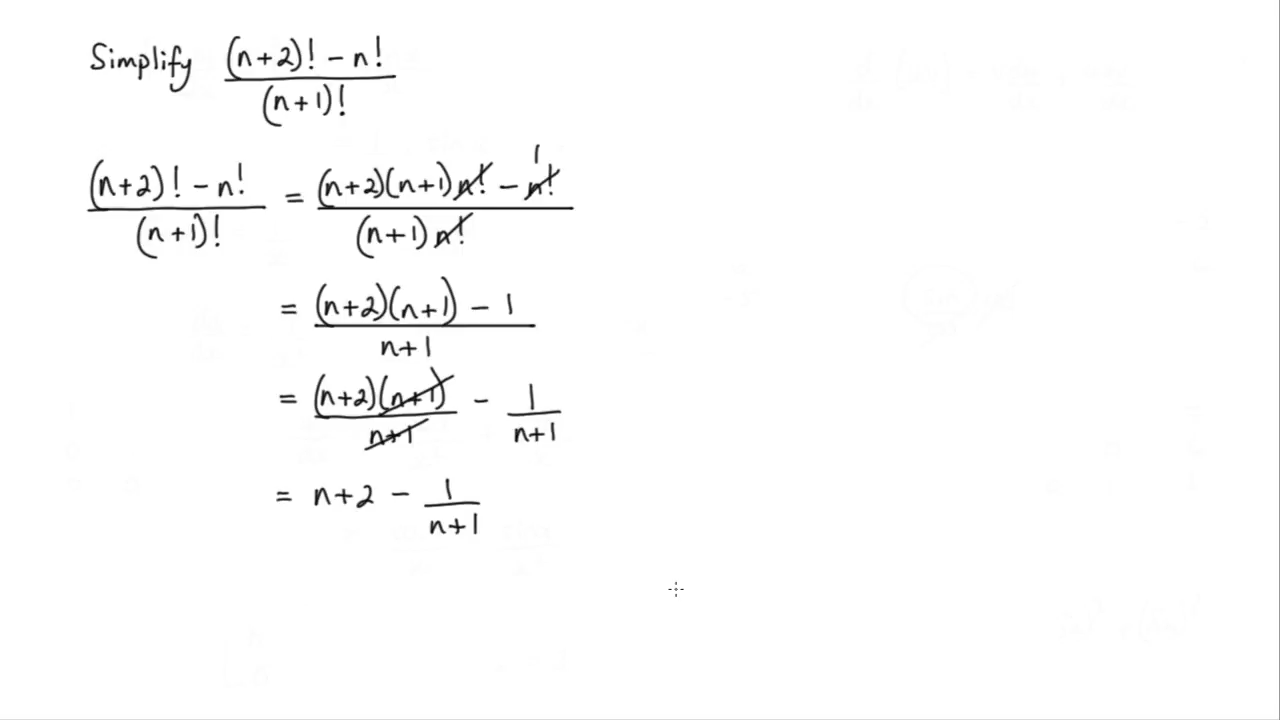 Simplify ((n+2)! - n!)/((n+1)!)
((n+2)! - n!)/((n+1)!) = ((n+2)(n+1)n! - n! 1)/((n+1)n!)
= ((n+2)(n+1) - 1)/(n+1)
= ((n+2)(n+1))/(n+1) - 1/(n+1)
= n+2 - 1/(n+1)